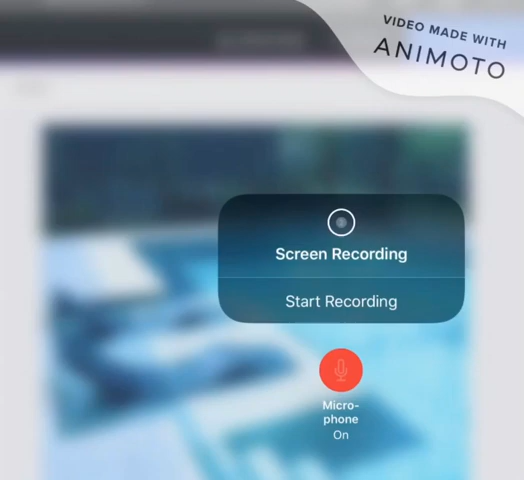 VIDEO MADE WITH
ANIMOTO
Screen Recording
Start Recording
Micro-
phone
On